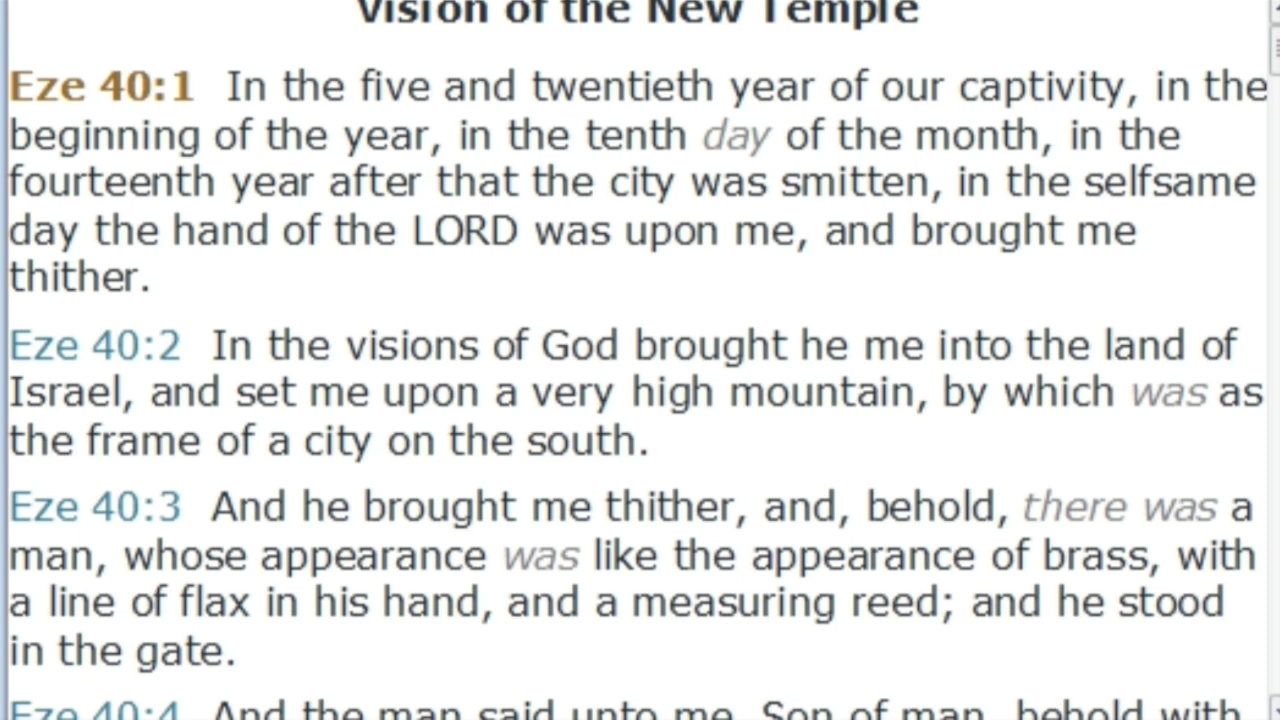 Vision of the New Temple
Eze 40:1 In the five and twentieth year of our captivity, in the
beginning of the year, in the tenth day of the month, in the
fourteenth year after that the city was smitten, in the selfsame
day the hand of the LORD was upon me, and brought me
thither.
Eze 40:2 In the visions of God brought he me into the land of
Israel, and set me upon a very high mountain, by which was as
the frame of a city on the south.
Eze 40:3 And he brought me thither, and, behold, there was a
man, whose appearance was like the appearance of brass, with
a line of flax in his hand, and a measuring reed; and he stood
in the gate.
Eze 40:4 And the man said unto me, Son of man, behold with